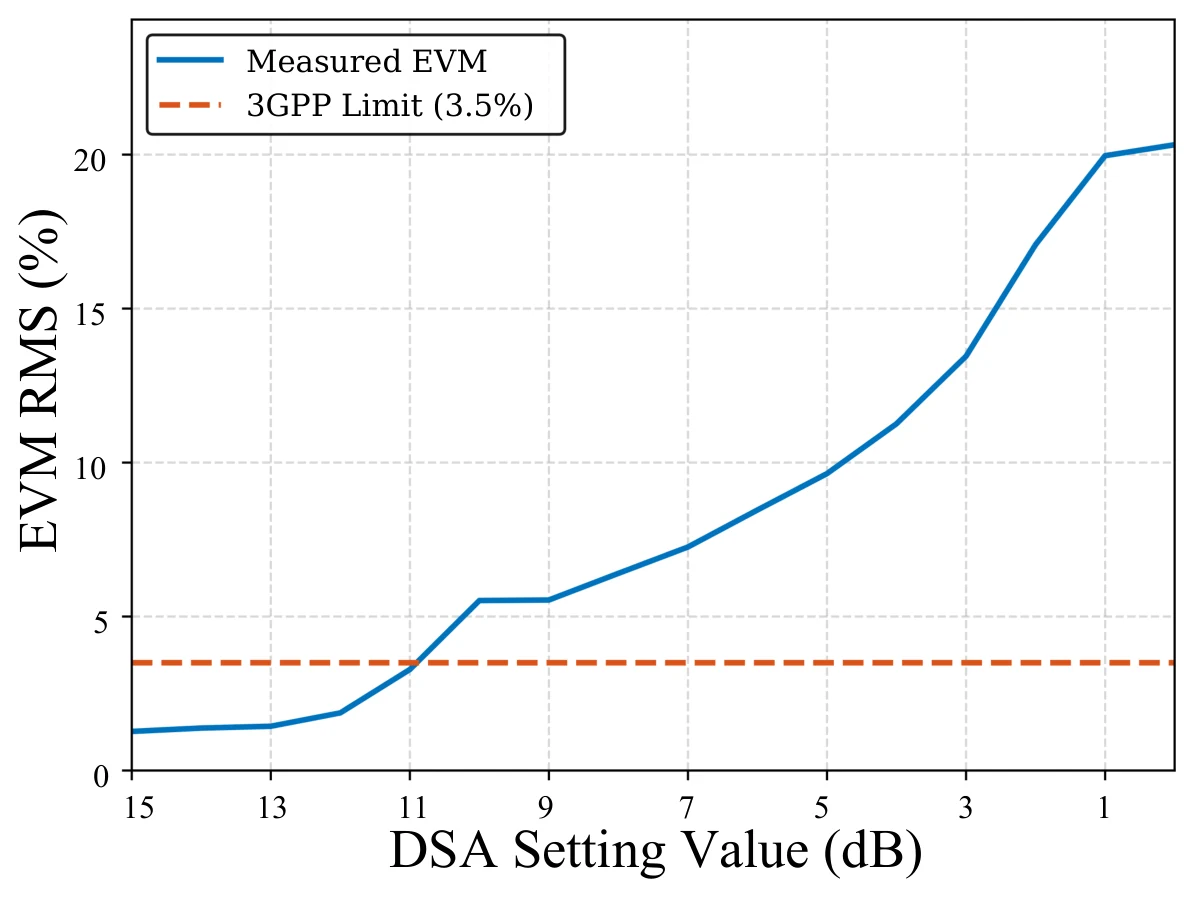 Measured EVM
3GPP Limit (3.5%)
EVM RMS (%)
20
15
10
5
0
15 13 11 9 7 5 3 1
DSA Setting Value (dB)